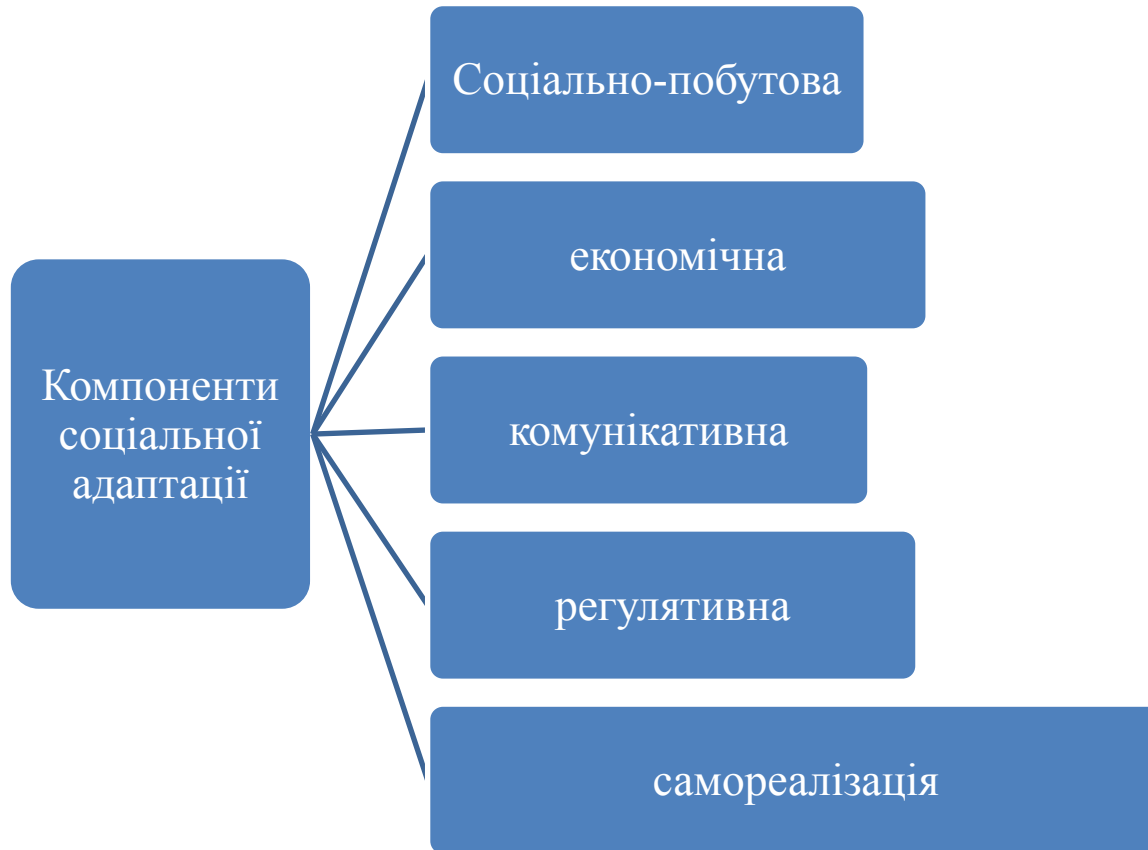 Соціально-побутова
економічна
Компоненти
соціальної
адаптації
комунікативна
регулятивна
самореалізація